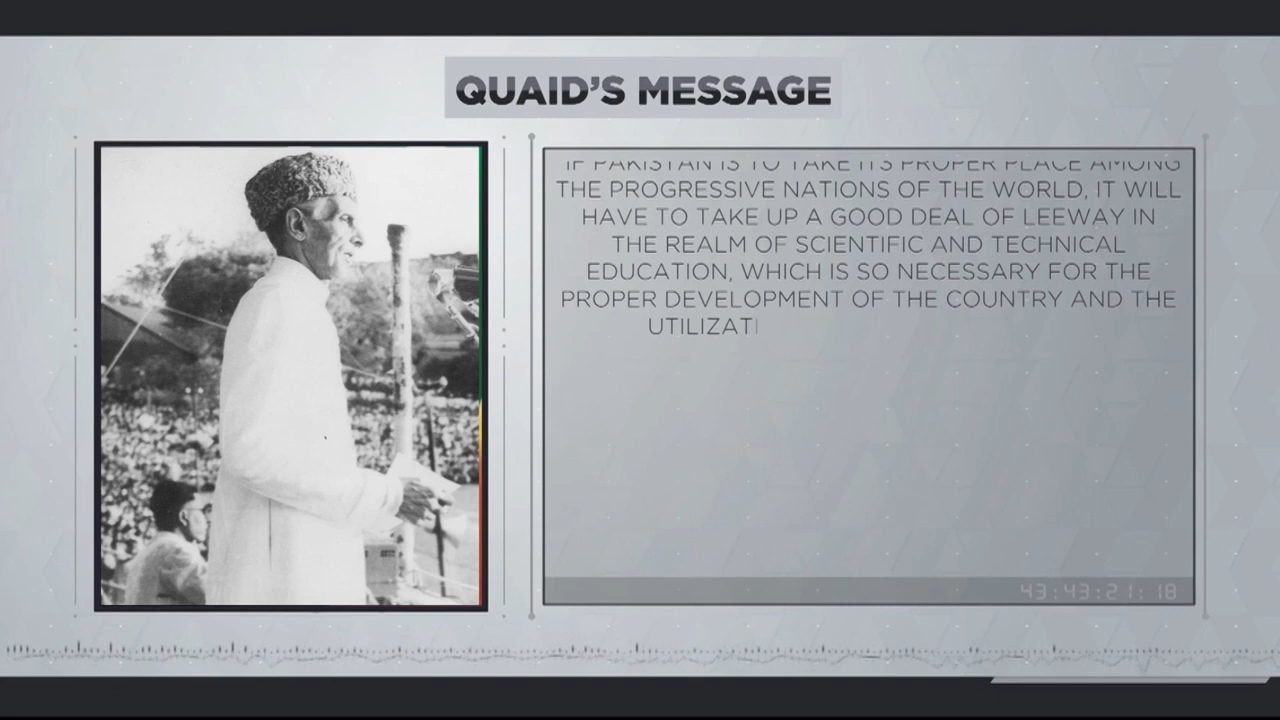 QUAID'S MESSAGE
IF PAKISTAN IS TO TAKE ITS PROPER PLACE AMONG
THE PROGRESSIVE NATIONS OF THE WORLD, IT WILL
HAVE TO TAKE UP A GOOD DEAL OF LEEWAY IN
THE REALM OF SCIENTIFIC AND TECHNICAL
EDUCATION, WHICH IS SO NECESSARY FOR THE
PROPER DEVELOPMENT OF THE COUNTRY AND THE
UTILIZATI
43:43:21:18